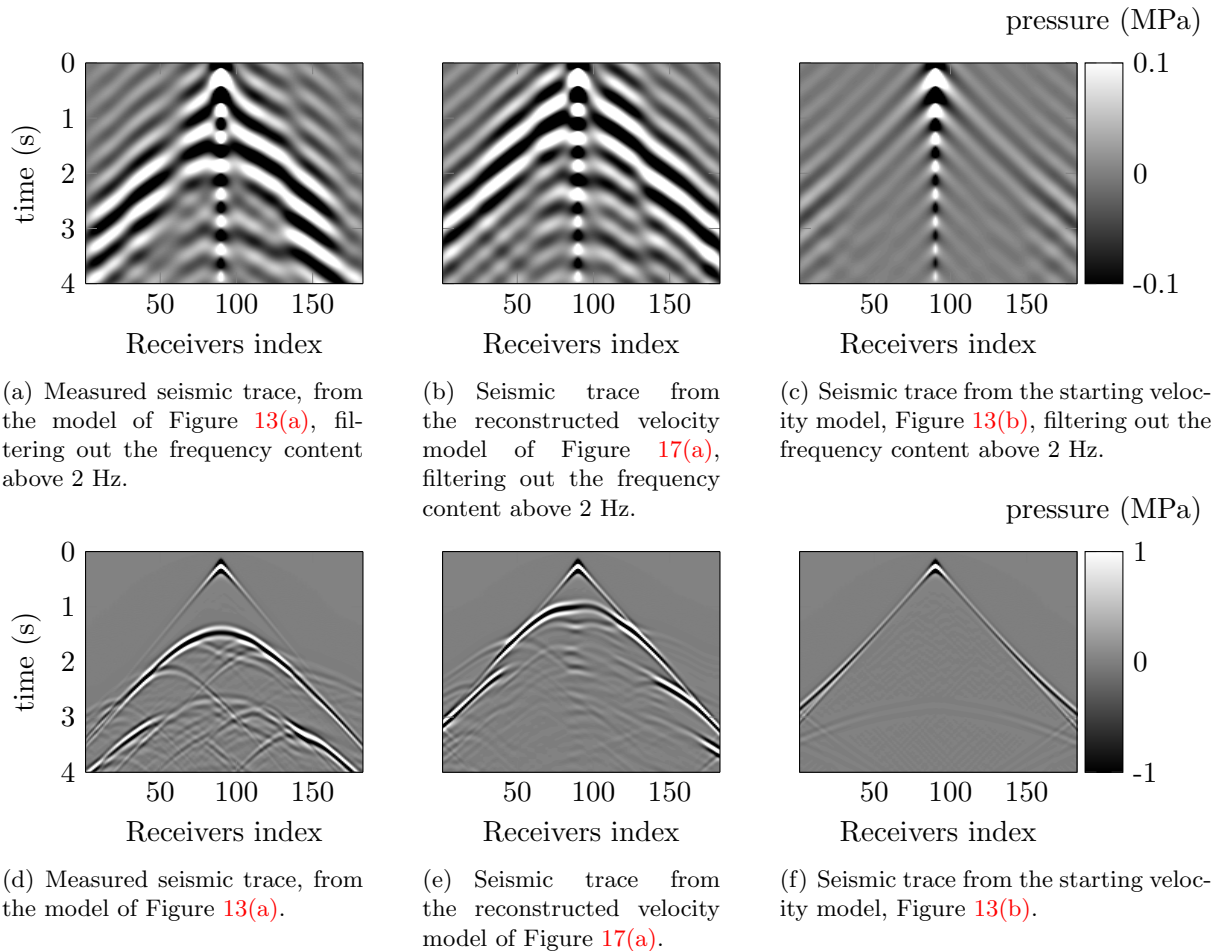 pressure (MPa)
0
1
2
3
4
time (s)
50
100
150
Receivers index
50
100
150
Receivers index
50
100
150
Receivers index
0.1
0
-0.1
(a) Measured seismic trace, from
the model of Figure 13(a), fil-
tering out the frequency content
above 2 Hz.
(b) Seismic trace from
the reconstructed velocity
model of Figure 17(a),
filtering out the frequency
content above 2 Hz.
(c) Seismic trace from the starting veloc-
ity model, Figure 13(b), filtering out the
frequency content above 2 Hz.
pressure (MPa)
0
1
2
3
4
time (s)
50
100
150
Receivers index
50
100
150
Receivers index
50
100
150
Receivers index
1
0
-1
(d) Measured seismic trace, from
the model of Figure 13(a).
(e) Seismic trace from
the reconstructed velocity
model of Figure 17(a).
(f) Seismic trace from the starting veloc-
ity model, Figure 13(b).